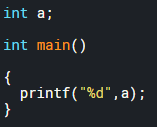 int a;
int main()
{
printf("%d",a);
}